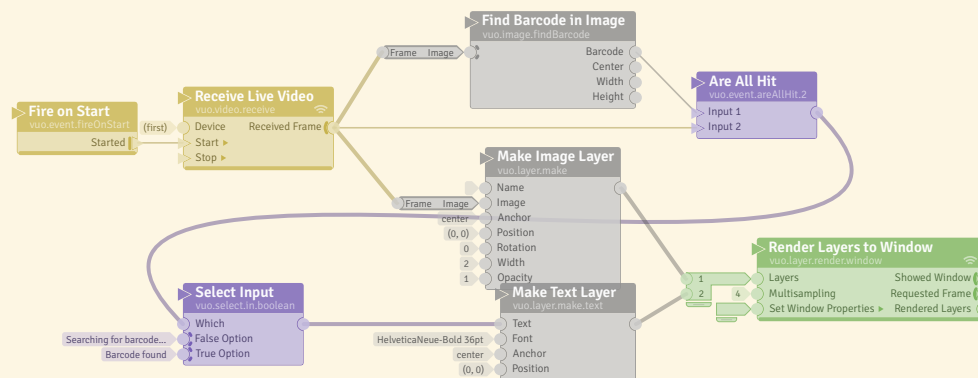 Find Barcode in Image
vuo.image.findBarcode
Frame Image
Barcode
Center
Width
Height
Are All Hit
vuo.event.areAllHit.2
Input 1
Input 2
Fire on Start
vuo.event.fireOnStart
Started
Receive Live Video
vuo.video.receive
(first)
Device Received Frame
Start
Stop
Make Image Layer
vuo.layer.make
Name
Frame Image
Image
center
Anchor
(0, 0)
Position
0
Rotation
2
Width
1
Opacity
Render Layers to Window
vuo.layer.render.window
1
Layers Showed Window
2
4
Multisampling Requested Frame
Set Window Properties Rendered Layers
Select Input
vuo.select.in.boolean
Which
Searching for barcode...
False Option
Barcode found
True Option
Make Text Layer
vuo.layer.make.text
Text
HelveticaNeue-Bold 36pt
Font
center
Anchor
(0, 0)
Position